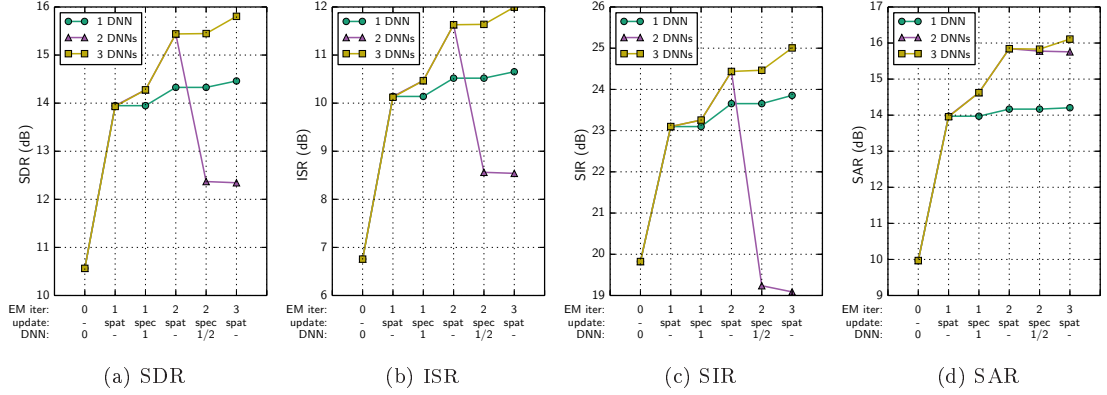 16
15
14
13
12
11
10
SDR (dB)
1 DNN
2 DNNs
3 DNNs
EM iter: 0 1 1 2 2 3
update: - spat spec spat spec spat
DNN: 0 - 1 - 1/2 -
(a) SDR
12
11
10
9
8
7
6
ISR (dB)
1 DNN
2 DNNs
3 DNNs
0 1 1 2 2 3
- spat spec spat spec spat
0 - 1 - 1/2 -
(b) ISR
26
25
24
23
22
21
20
19
SIR (dB)
1 DNN
2 DNNs
3 DNNs
0 1 1 2 2 3
- spat spec spat spec spat
0 - 1 - 1/2 -
(c) SIR
17
16
15
14
13
12
11
10
9
SAR (dB)
1 DNN
2 DNNs
3 DNNs
0 1 1 2 2 3
- spat spec spat spec spat
0 - 1 - 1/2 -
(d) SAR